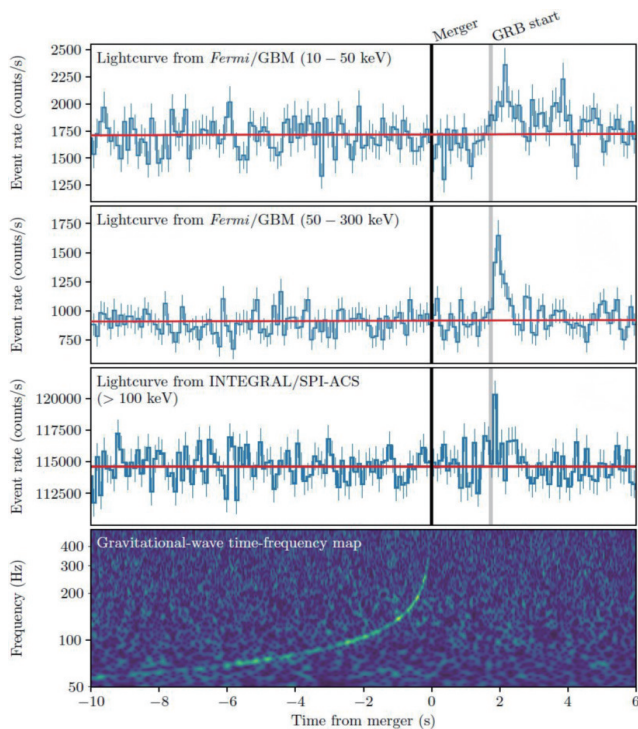 Merger
GRB start
Lightcurve from Fermi/GBM (10 − 50 keV)
Event rate (counts/s)
2500
2250
2000
1750
1500
1250
Lightcurve from Fermi/GBM (50 − 300 keV)
Event rate (counts/s)
1750
1500
1250
1000
750
Lightcurve from INTEGRAL/SPI-ACS
(> 100 keV)
Event rate (counts/s)
120000
117500
115000
112500
Gravitational-wave time-frequency map
Frequency (Hz)
400
300
200
100
50
−10 −8 −6 −4 −2 0 2 4 6
Time from merger (s)